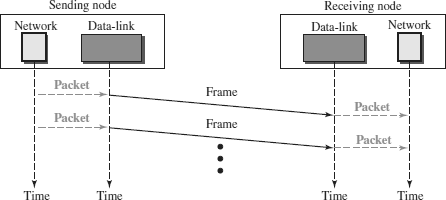 Sending node
Receiving node
Network
Data-link
Data-link
Network
Packet
Frame
Packet
Packet
Frame
Packet
Time
Time
Time
Time